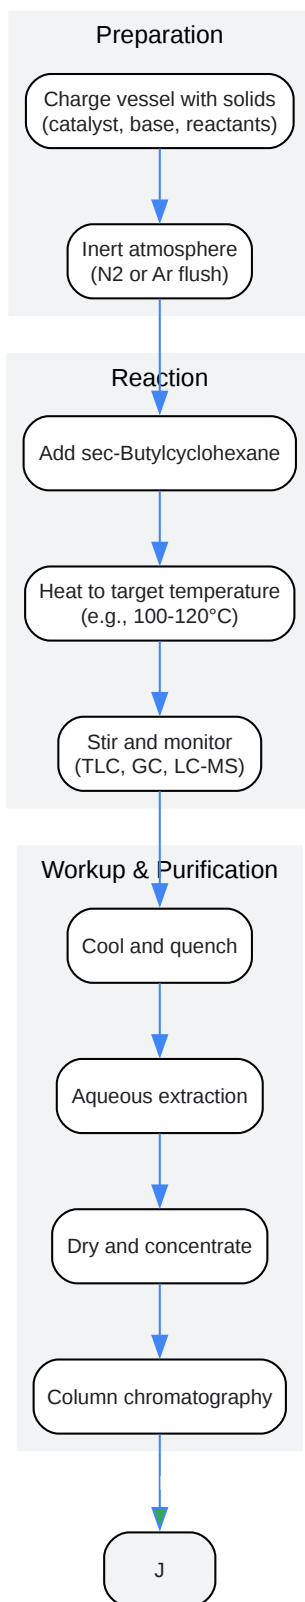 Preparation
Charge vessel with solids
(catalyst, base, reactants)
Inert atmosphere
(N2 or Ar flush)
Reaction
Add sec-Butylcyclohexane
Heat to target temperature
(e.g., 100-120°C)
Stir and monitor
(TLC, GC, LC-MS)
Workup & Purification
Cool and quench
Aqueous extraction
Dry and concentrate
Column chromatography
J